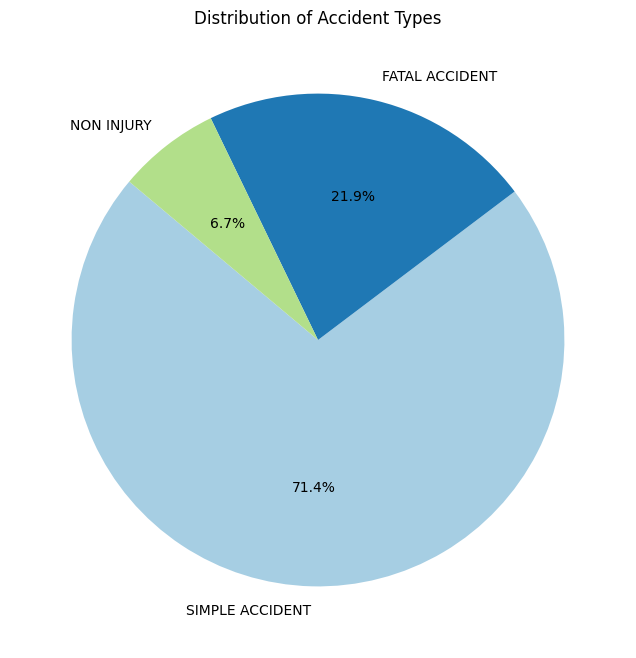 Distribution of Accident Types
FATAL ACCIDENT
NON INJURY
21.9%
6.7%
71.4%
SIMPLE ACCIDENT